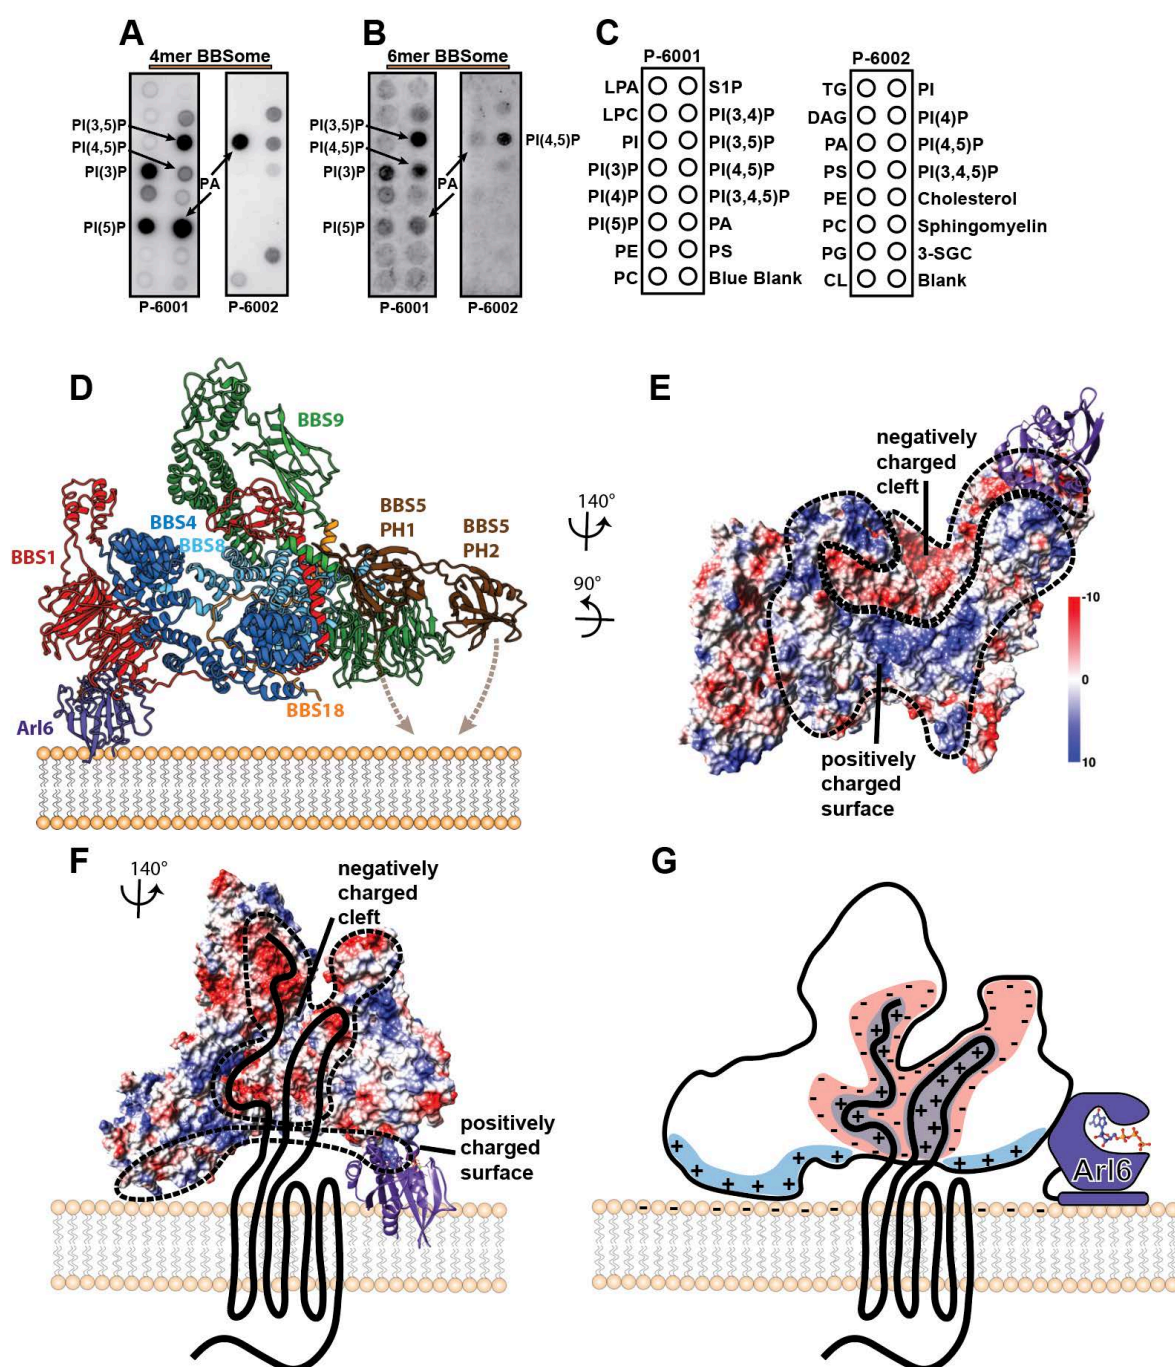 A
4mer BBSome
PI(3,5)P
PI(4,5)P
PI(3)P
PA
PI(5)P
P-6001
P-6002
B
6mer BBSome
PI(3,5)P
PI(4,5)P
PI(4,5)P
PI(3)P
PA
PI(5)P
P-6001
P-6002
C
P-6001
LPA S1P
LPC PI(3,4)P
PI PI(3,5)P
PI(3)P PI(4,5)P
PI(4)P PI(3,4,5)P
PI(5)P PA
PE PS
PC Blue Blank
P-6002
TG PI
DAG PI(4)P
PA PI(4,5)P
PS PI(3,4,5)P
PE Cholesterol
PC Sphingomyelin
PG 3-SGC
CL Blank
D
BBS9
BBS4
BBS8
BBS5
PH1
BBS5
PH2
BBS1
BBS18
Arl6
140°
90°
E
negatively
charged
cleft
-10
0
10
positively
charged
surface
F
140°
negatively
charged
cleft
positively
charged
surface
G
Arl6